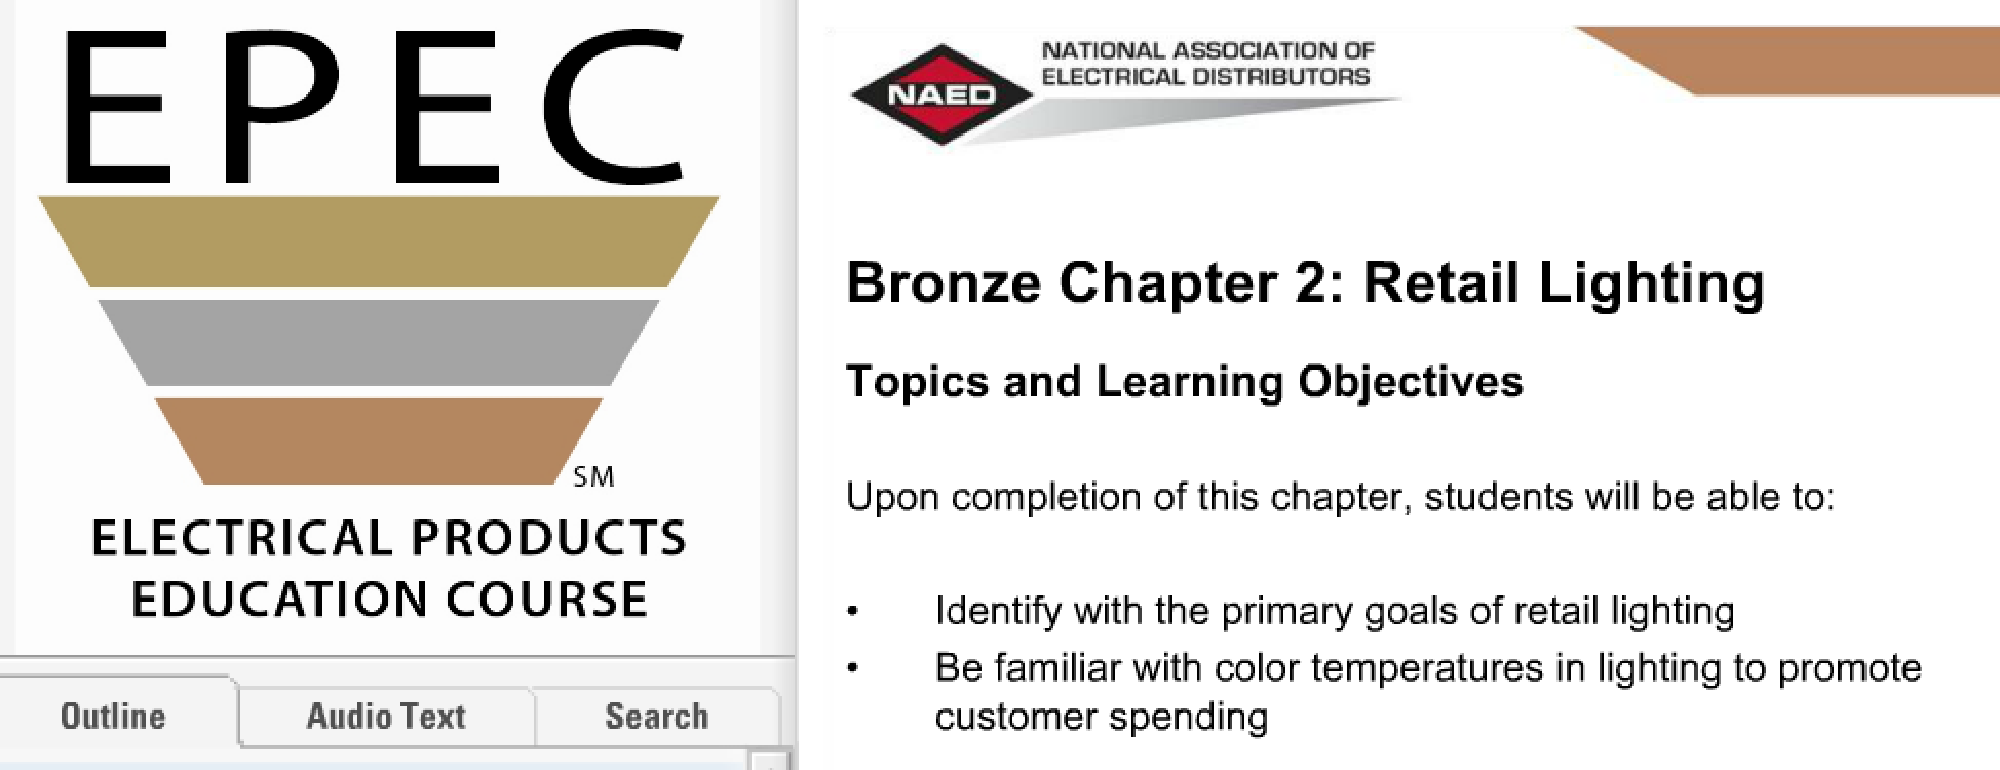 EPEC
SM
ELECTRICAL PRODUCTS
EDUCATION COURSE
Outline
Audio Text
Search
NAED
NATIONAL ASSOCIATION OF
ELECTRICAL DISTRIBUTORS
Bronze Chapter 2: Retail Lighting
Topics and Learning Objectives
Upon completion of this chapter, students will be able to:
• Identify with the primary goals of retail lighting
• Be familiar with color temperatures in lighting to promote
customer spending